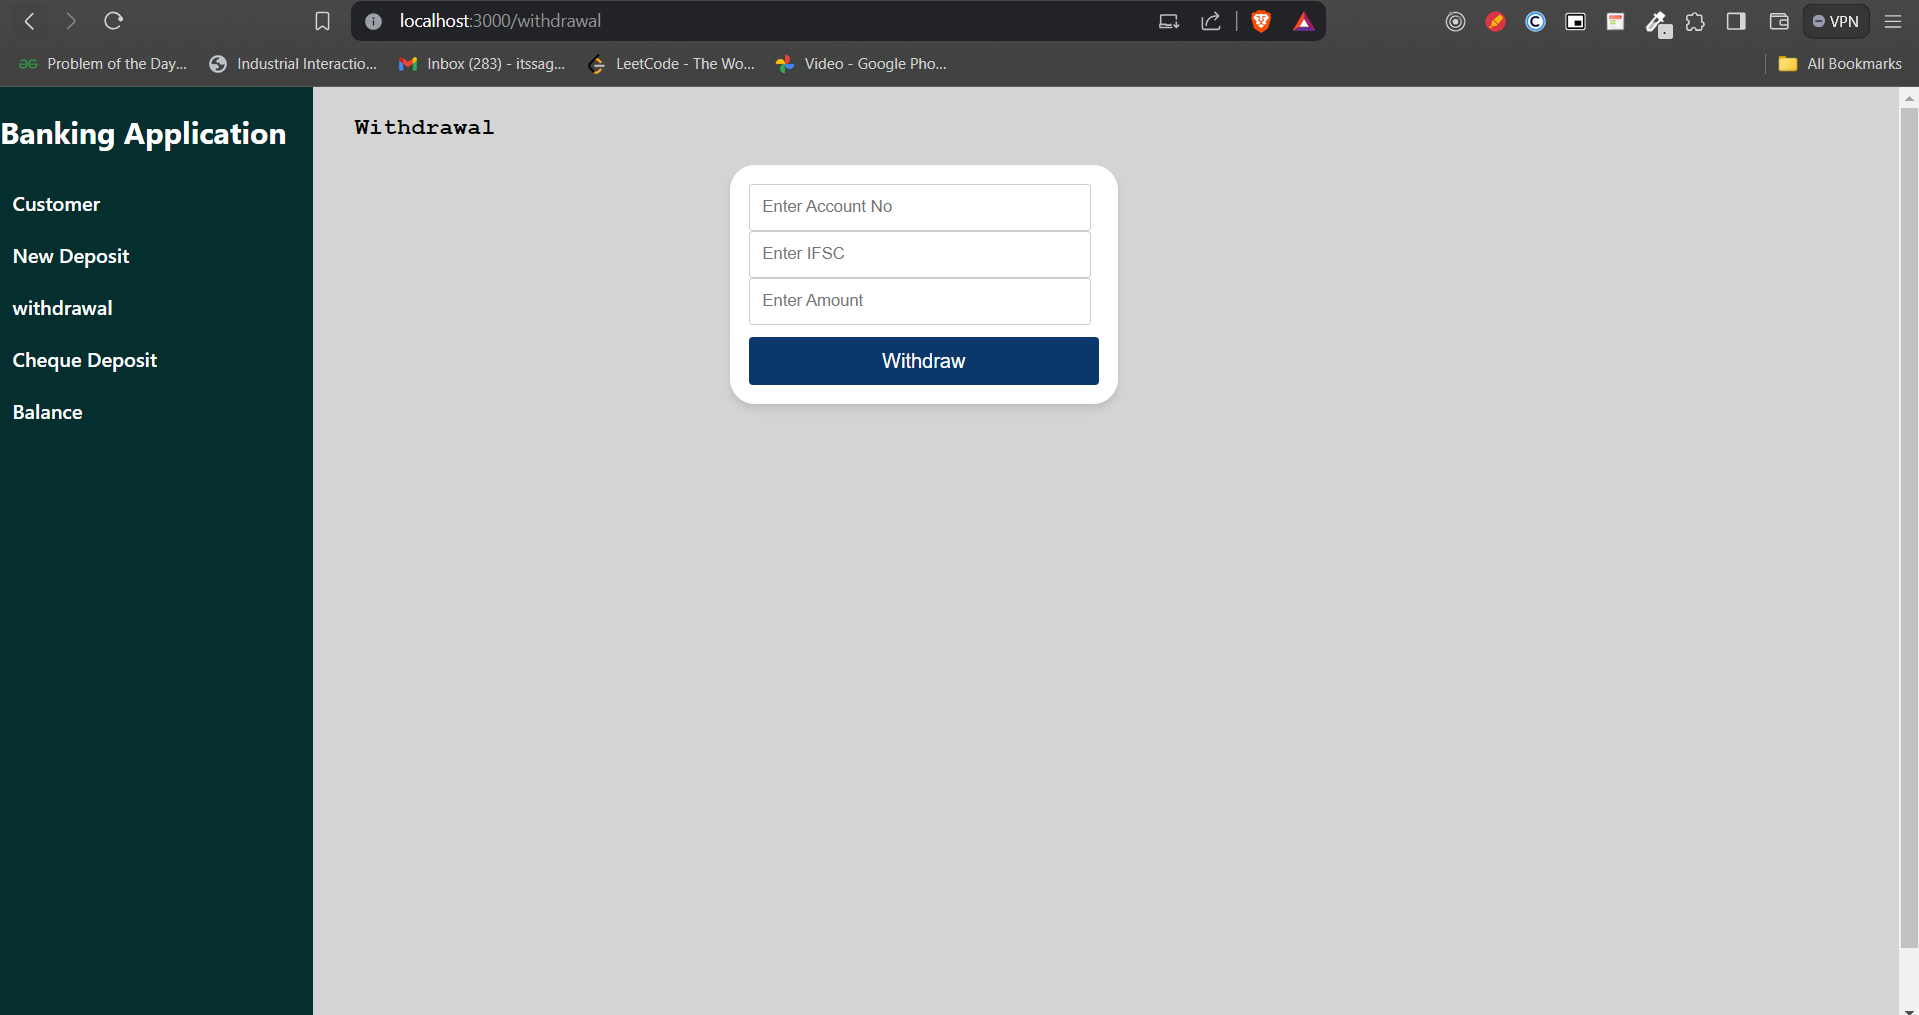 localhost:3000/withdrawal
VPN
Problem of the Day...
Industrial Interactio...
Inbox (283) - itssag...
LeetCode - The Wo...
Video - Google Pho...
All Bookmarks
Banking Application
Customer
New Deposit
withdrawal
Cheque Deposit
Balance
Withdrawal
Enter Account No
Enter IFSC
Enter Amount
Withdraw